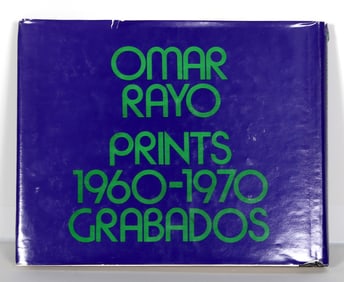 OMAR
RAYO
PRINTS
1960-1970
GRABADOS